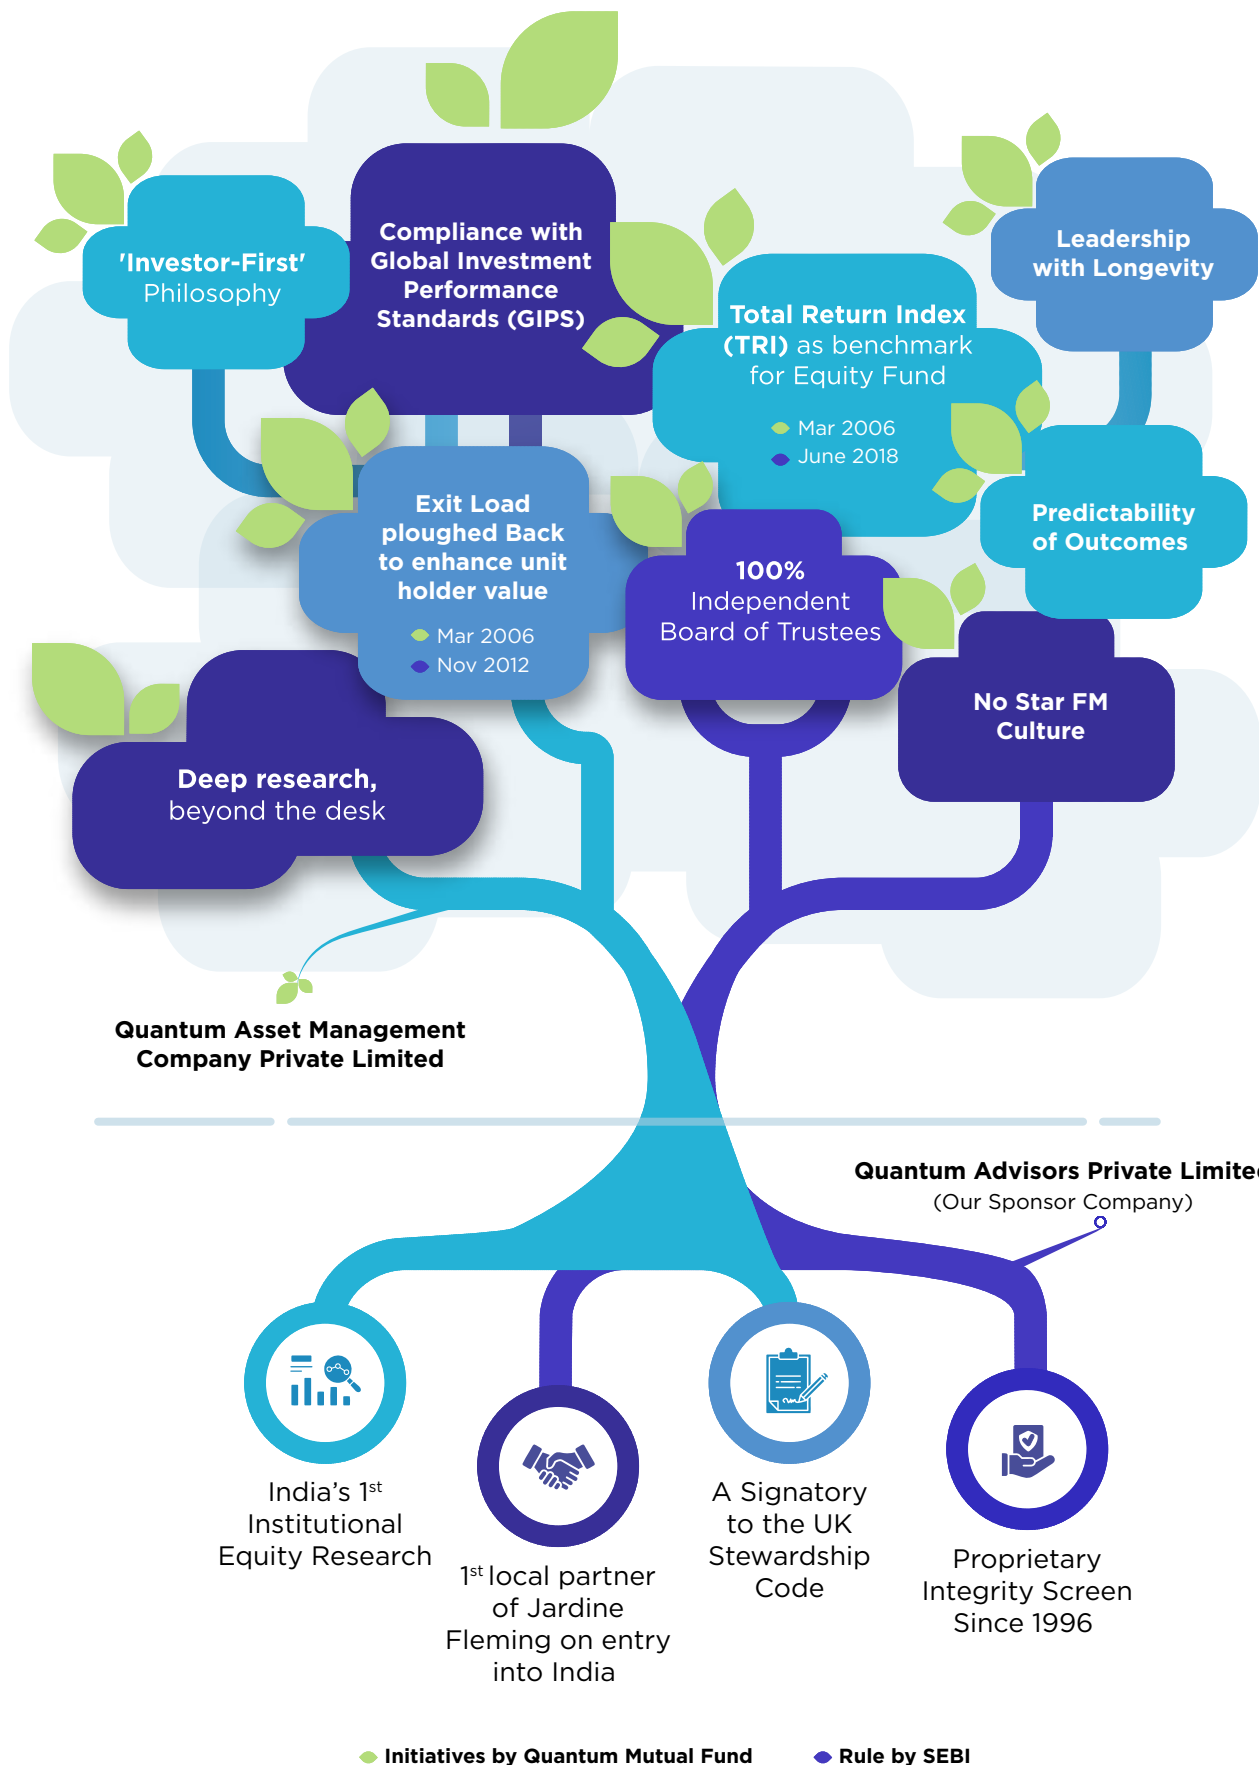 'Investor-First'
Philosophy
Compliance with
Global Investment
Performance
Standards (GIPS)
Total Return Index
(TRI) as benchmark
for Equity Fund
Mar 2006
June 2018
Leadership
with Longevity
Exit Load
ploughed Back
to enhance unit
holder value
Mar 2006
Nov 2012
100%
Independent
Board of Trustees
Predictability
of Outcomes
No Star FM
Culture
Deep research,
beyond the desk
Quantum Asset Management
Company Private Limited
Quantum Advisors Private Limited
(Our Sponsor Company)
India's 1st
Institutional
Equity Research
1st local partner
of Jardine
Fleming on entry
into India
A Signatory
to the UK
Stewardship
Code
Proprietary
Integrity Screen
Since 1996
Initiatives by Quantum Mutual Fund
Rule by SEBI